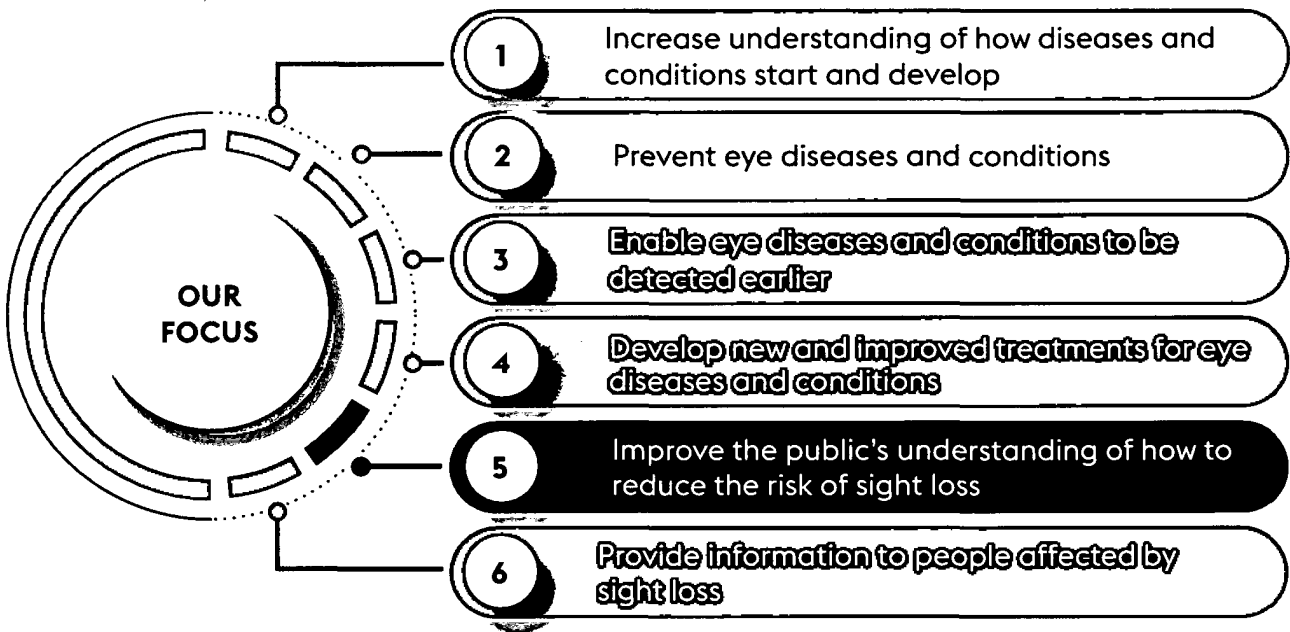 OUR
FOCUS
1
Increase understanding of how diseases and
conditions start and develop
2
Prevent eye diseases and conditions
3
Enable eye diseases and conditions to be
detected earlier
4
Develop new and improved treatments for eye
diseases and conditions
5
Improve the public's understanding of how to
reduce the risk of sight loss
6
Provide information to people affected by
sight loss